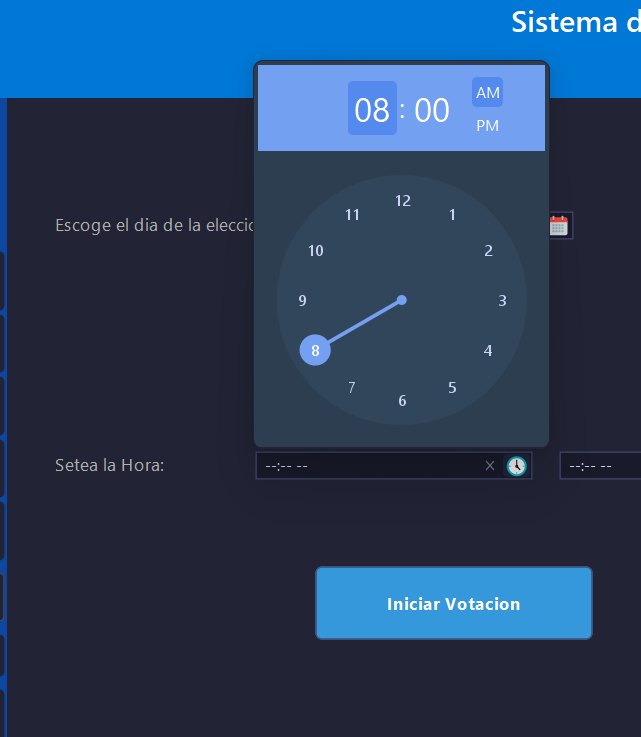 Sistema d
08 : 00
AM
PM
12
11 1
10 2
Escoge el dia de la elecci
9 3
8 4
7 5
6
Setea la Hora: --:-- -- X --:-- --
Iniciar Votacion